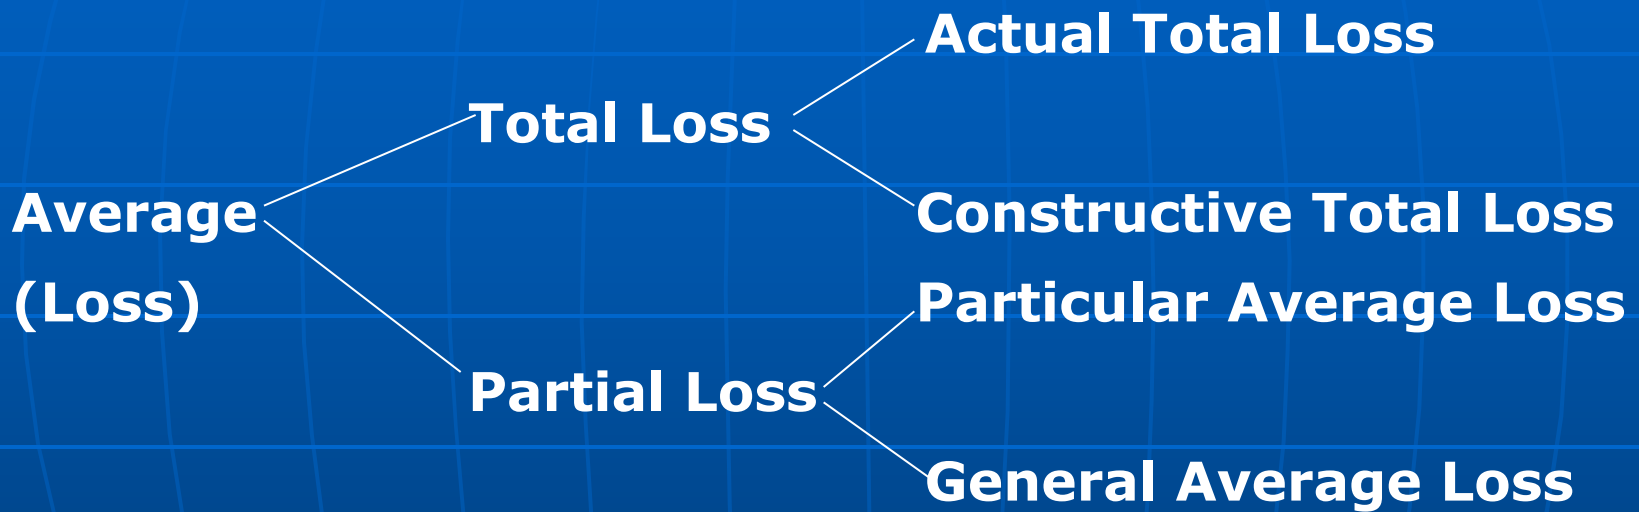 Actual Total Loss
Total Loss
Average
Constructive Total Loss
(Loss)
Particular Average Loss
Partial Loss
General Average Loss